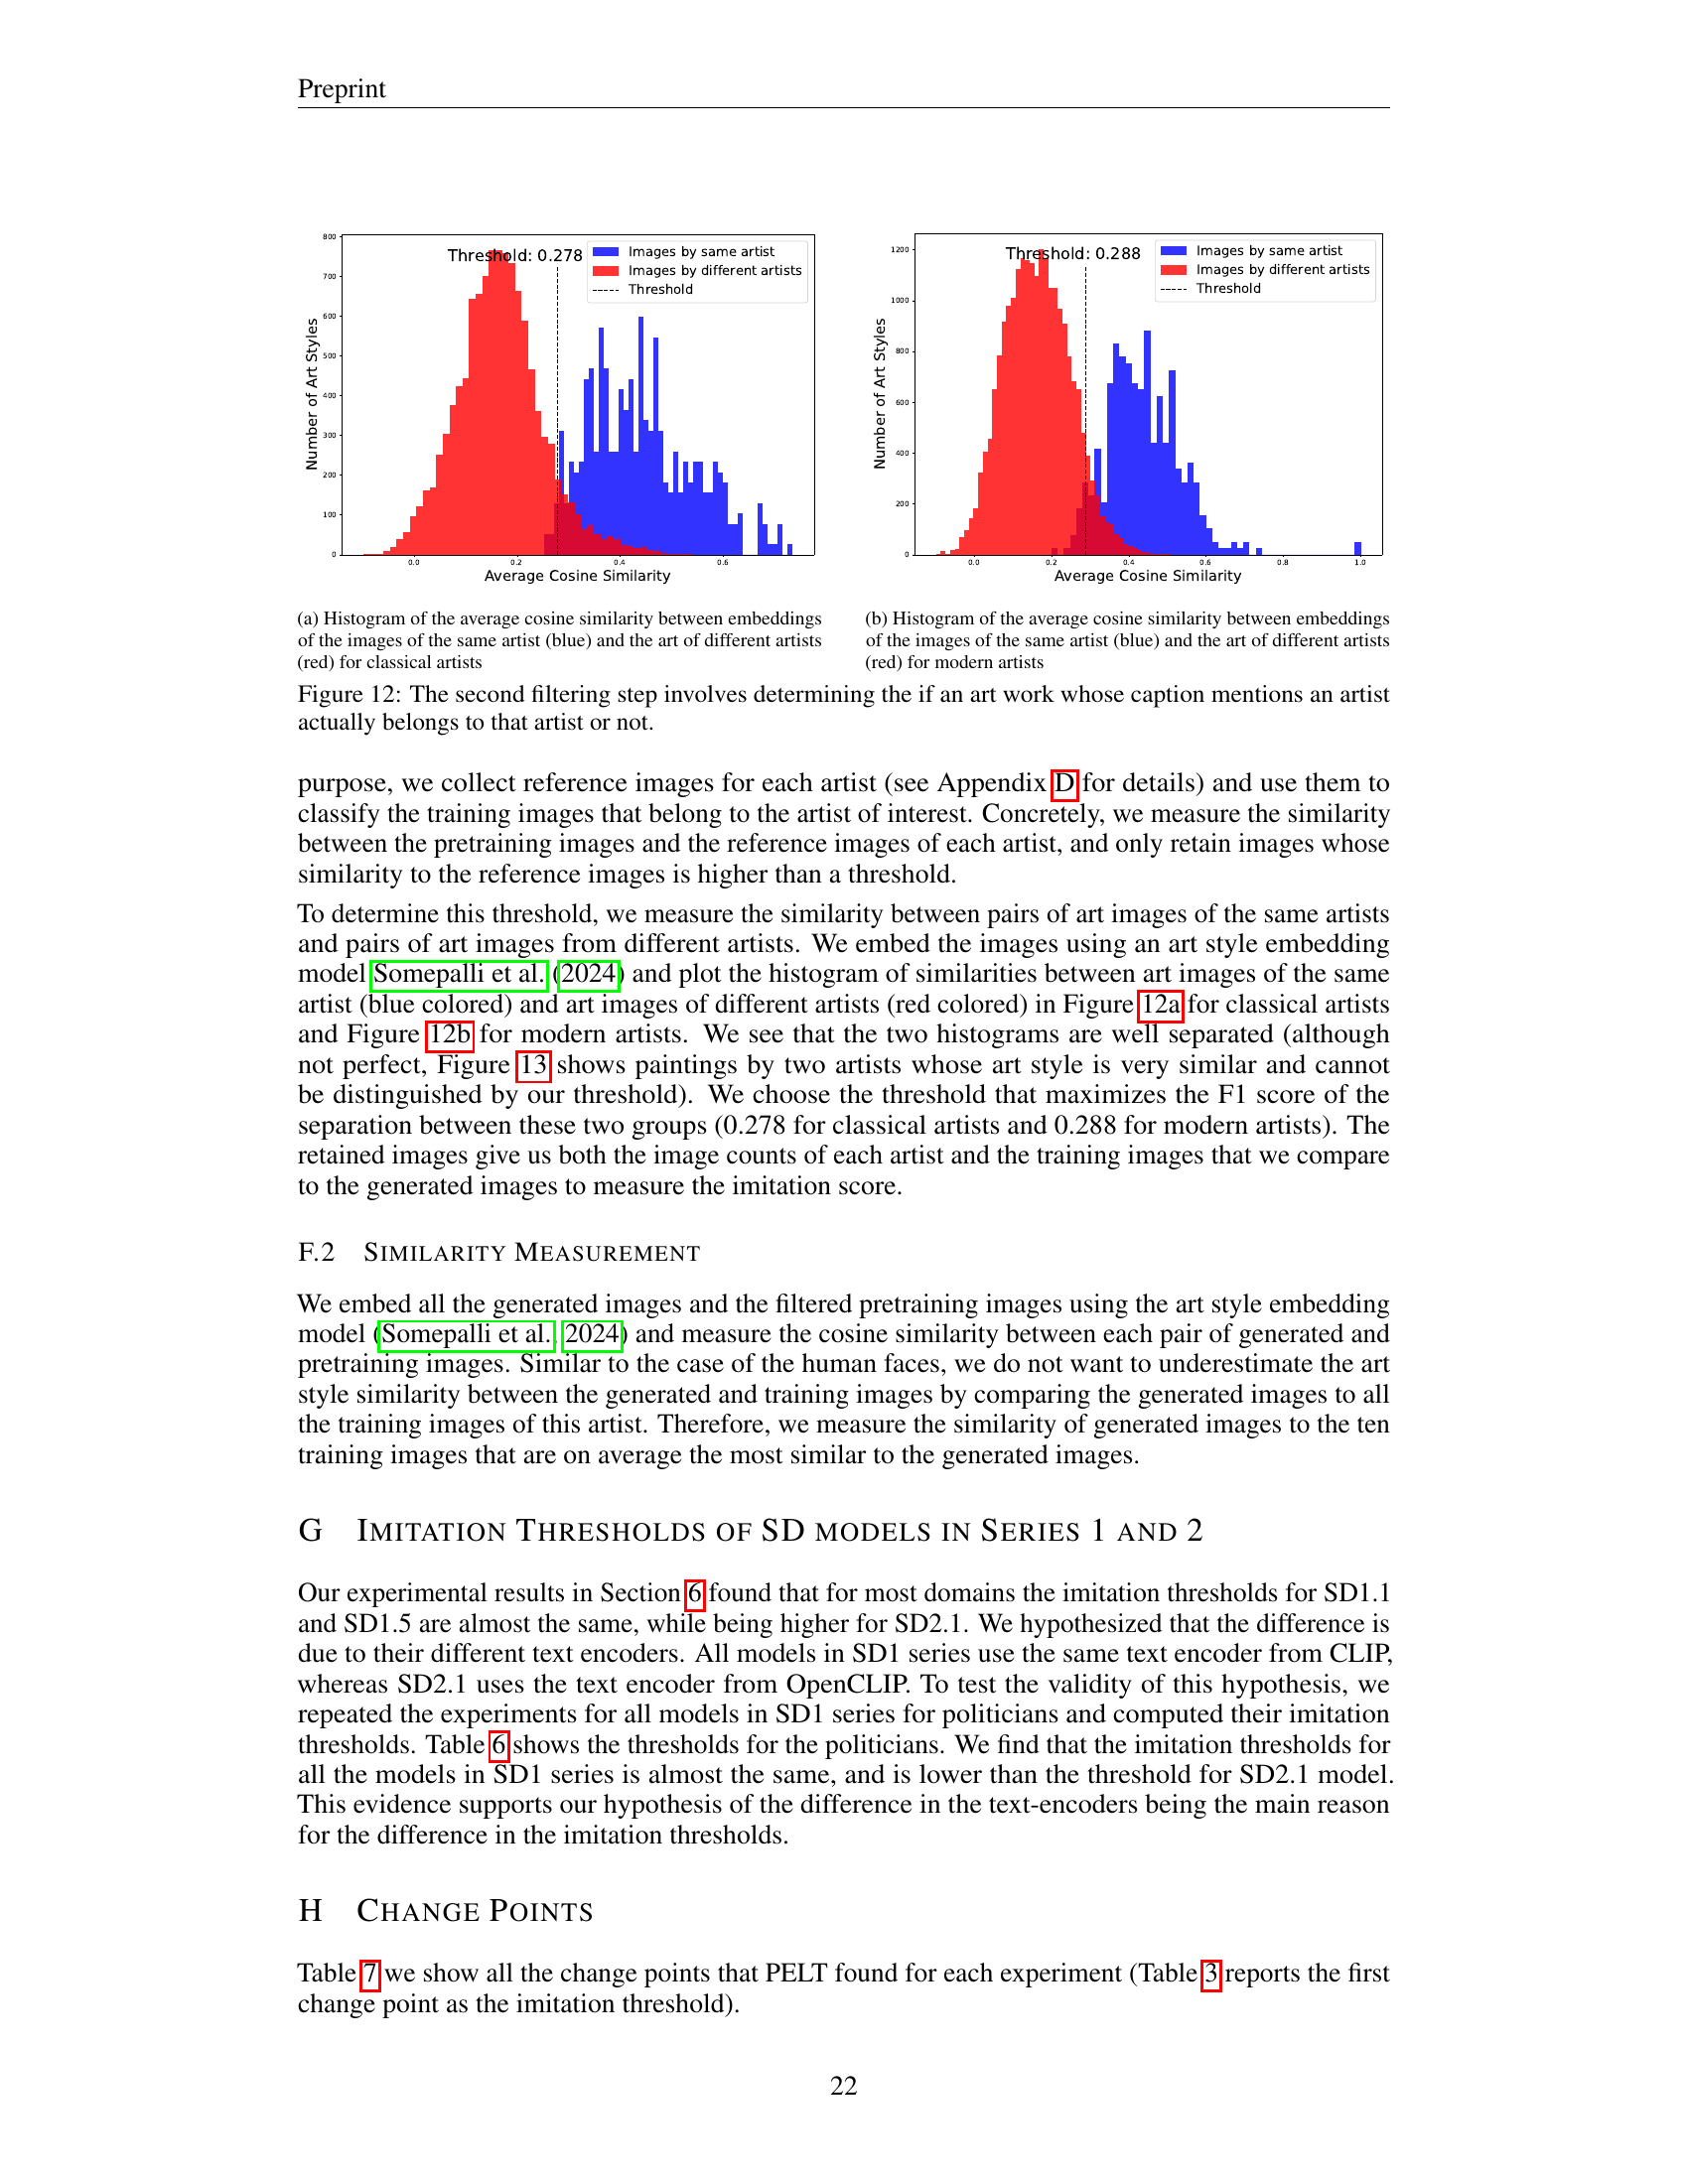 Preprint
800
700
600
500
400
300
200
100
0
Number of Art Styles
Threshold: 0.278
Images by same artist
Images by different artists
Threshold
0.0 0.2 0.4 0.6
Average Cosine Similarity
1200
1000
800
600
400
200
0
Number of Art Styles
Threshold: 0.288
Images by same artist
Images by different artists
Threshold
0.0 0.2 0.4 0.6 0.8 1.0
Average Cosine Similarity
(a) Histogram of the average cosine similarity between embeddings
of the images of the same artist (blue) and the art of different artists
(red) for classical artists
(b) Histogram of the average cosine similarity between embeddings
of the images of the same artist (blue) and the art of different artists
(red) for modern artists
Figure 12: The second filtering step involves determining the if an art work whose caption mentions an artist
actually belongs to that artist or not.
purpose, we collect reference images for each artist (see Appendix D for details) and use them to
classify the training images that belong to the artist of interest. Concretely, we measure the similarity
between the pretraining images and the reference images of each artist, and only retain images whose
similarity to the reference images is higher than a threshold.
To determine this threshold, we measure the similarity between pairs of art images of the same artists
and pairs of art images from different artists. We embed the images using an art style embedding
model Somepalli et al. (2024) and plot the histogram of similarities between art images of the same
artist (blue colored) and art images of different artists (red colored) in Figure 12a for classical artists
and Figure 12b for modern artists. We see that the two histograms are well separated (although
not perfect, Figure 13 shows paintings by two artists whose art style is very similar and cannot
be distinguished by our threshold). We choose the threshold that maximizes the F1 score of the
separation between these two groups (0.278 for classical artists and 0.288 for modern artists). The
retained images give us both the image counts of each artist and the training images that we compare
to the generated images to measure the imitation score.
F.2 SIMILARITY MEASUREMENT
We embed all the generated images and the filtered pretraining images using the art style embedding
model (Somepalli et al., 2024) and measure the cosine similarity between each pair of generated and
pretraining images. Similar to the case of the human faces, we do not want to underestimate the art
style similarity between the generated and training images by comparing the generated images to all
the training images of this artist. Therefore, we measure the similarity of generated images to the ten
training images that are on average the most similar to the generated images.
G IMITATION THRESHOLDS OF SD MODELS IN SERIES 1 AND 2
Our experimental results in Section 6 found that for most domains the imitation thresholds for SD1.1
and SD1.5 are almost the same, while being higher for SD2.1. We hypothesized that the difference is
due to their different text encoders. All models in SD1 series use the same text encoder from CLIP,
whereas SD2.1 uses the text encoder from OpenCLIP. To test the validity of this hypothesis, we
repeated the experiments for all models in SD1 series for politicians and computed their imitation
thresholds. Table 6 shows the thresholds for the politicians. We find that the imitation thresholds for
all the models in SD1 series is almost the same, and is lower than the threshold for SD2.1 model.
This evidence supports our hypothesis of the difference in the text-encoders being the main reason
for the difference in the imitation thresholds.
H CHANGE POINTS
Table 7 we show all the change points that PELT found for each experiment (Table 3 reports the first
change point as the imitation threshold).
22